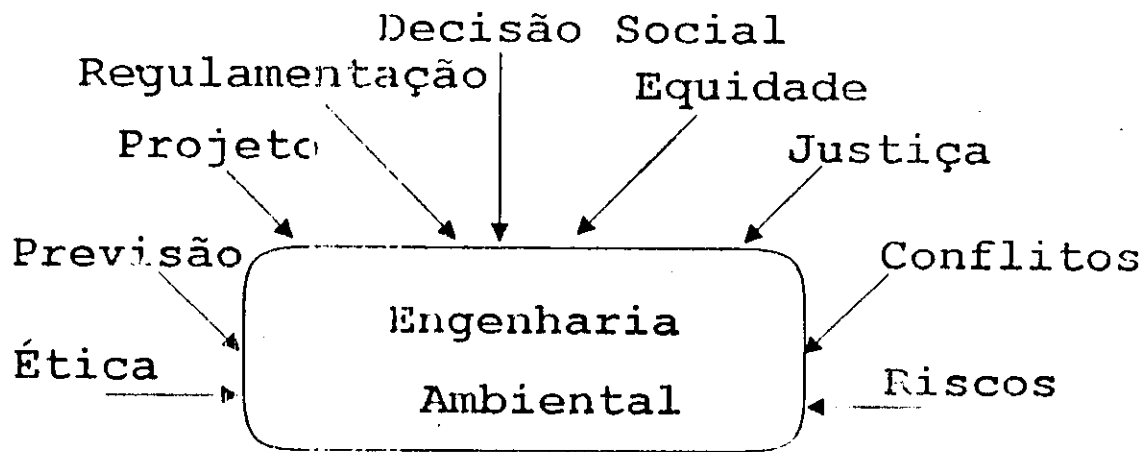 Decisão Social
Regulamentação
Equidade
Projeto
Justiça
Previsão
Conflitos
Engenharia
Ambiental
Ética
Riscos